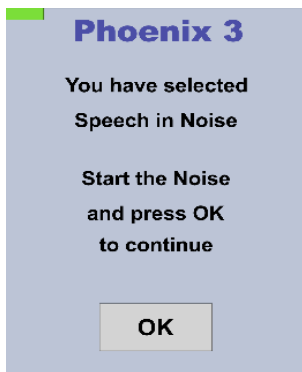 Phoenix 3
You have selected
Speech in Noise
Start the Noise
and press OK
to continue
OK